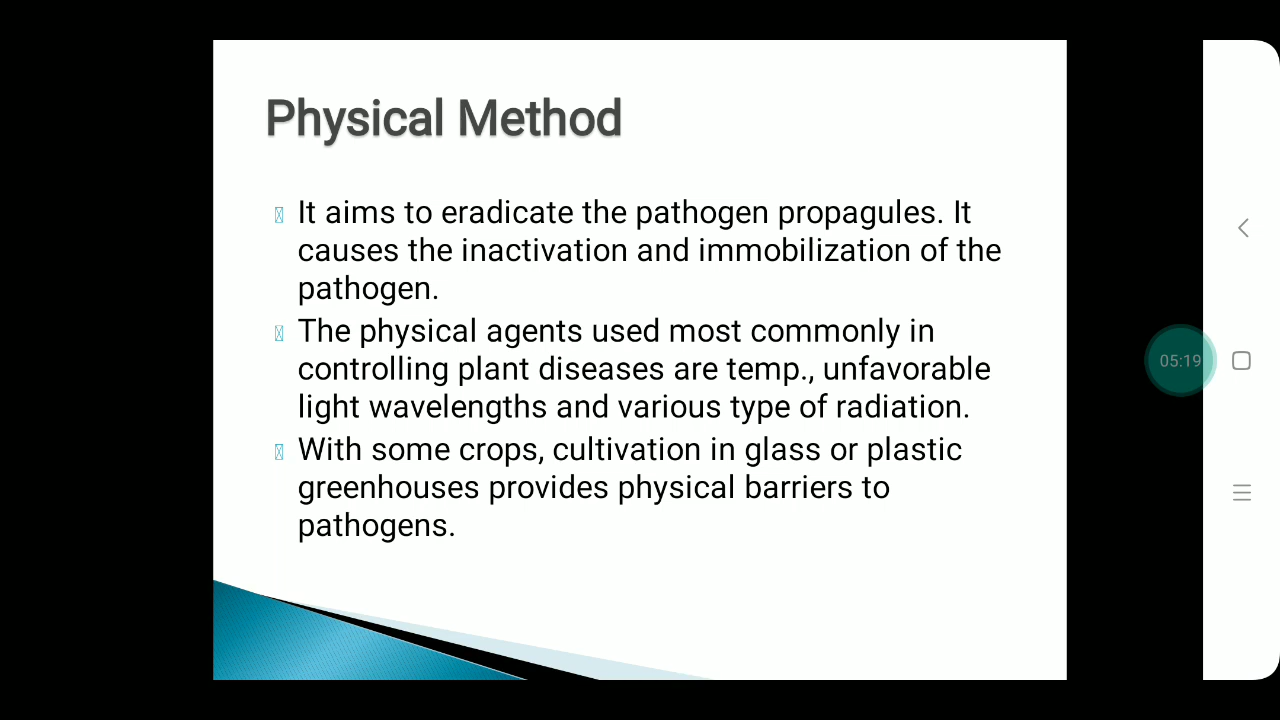 Physical Method
It aims to eradicate the pathogen propagules. It
causes the inactivation and immobilization of the
pathogen.
The physical agents used most commonly in
controlling plant diseases are temp., unfavorable
light wavelengths and various type of radiation.
With some crops, cultivation in glass or plastic
greenhouses provides physical barriers to
pathogens.
05:19